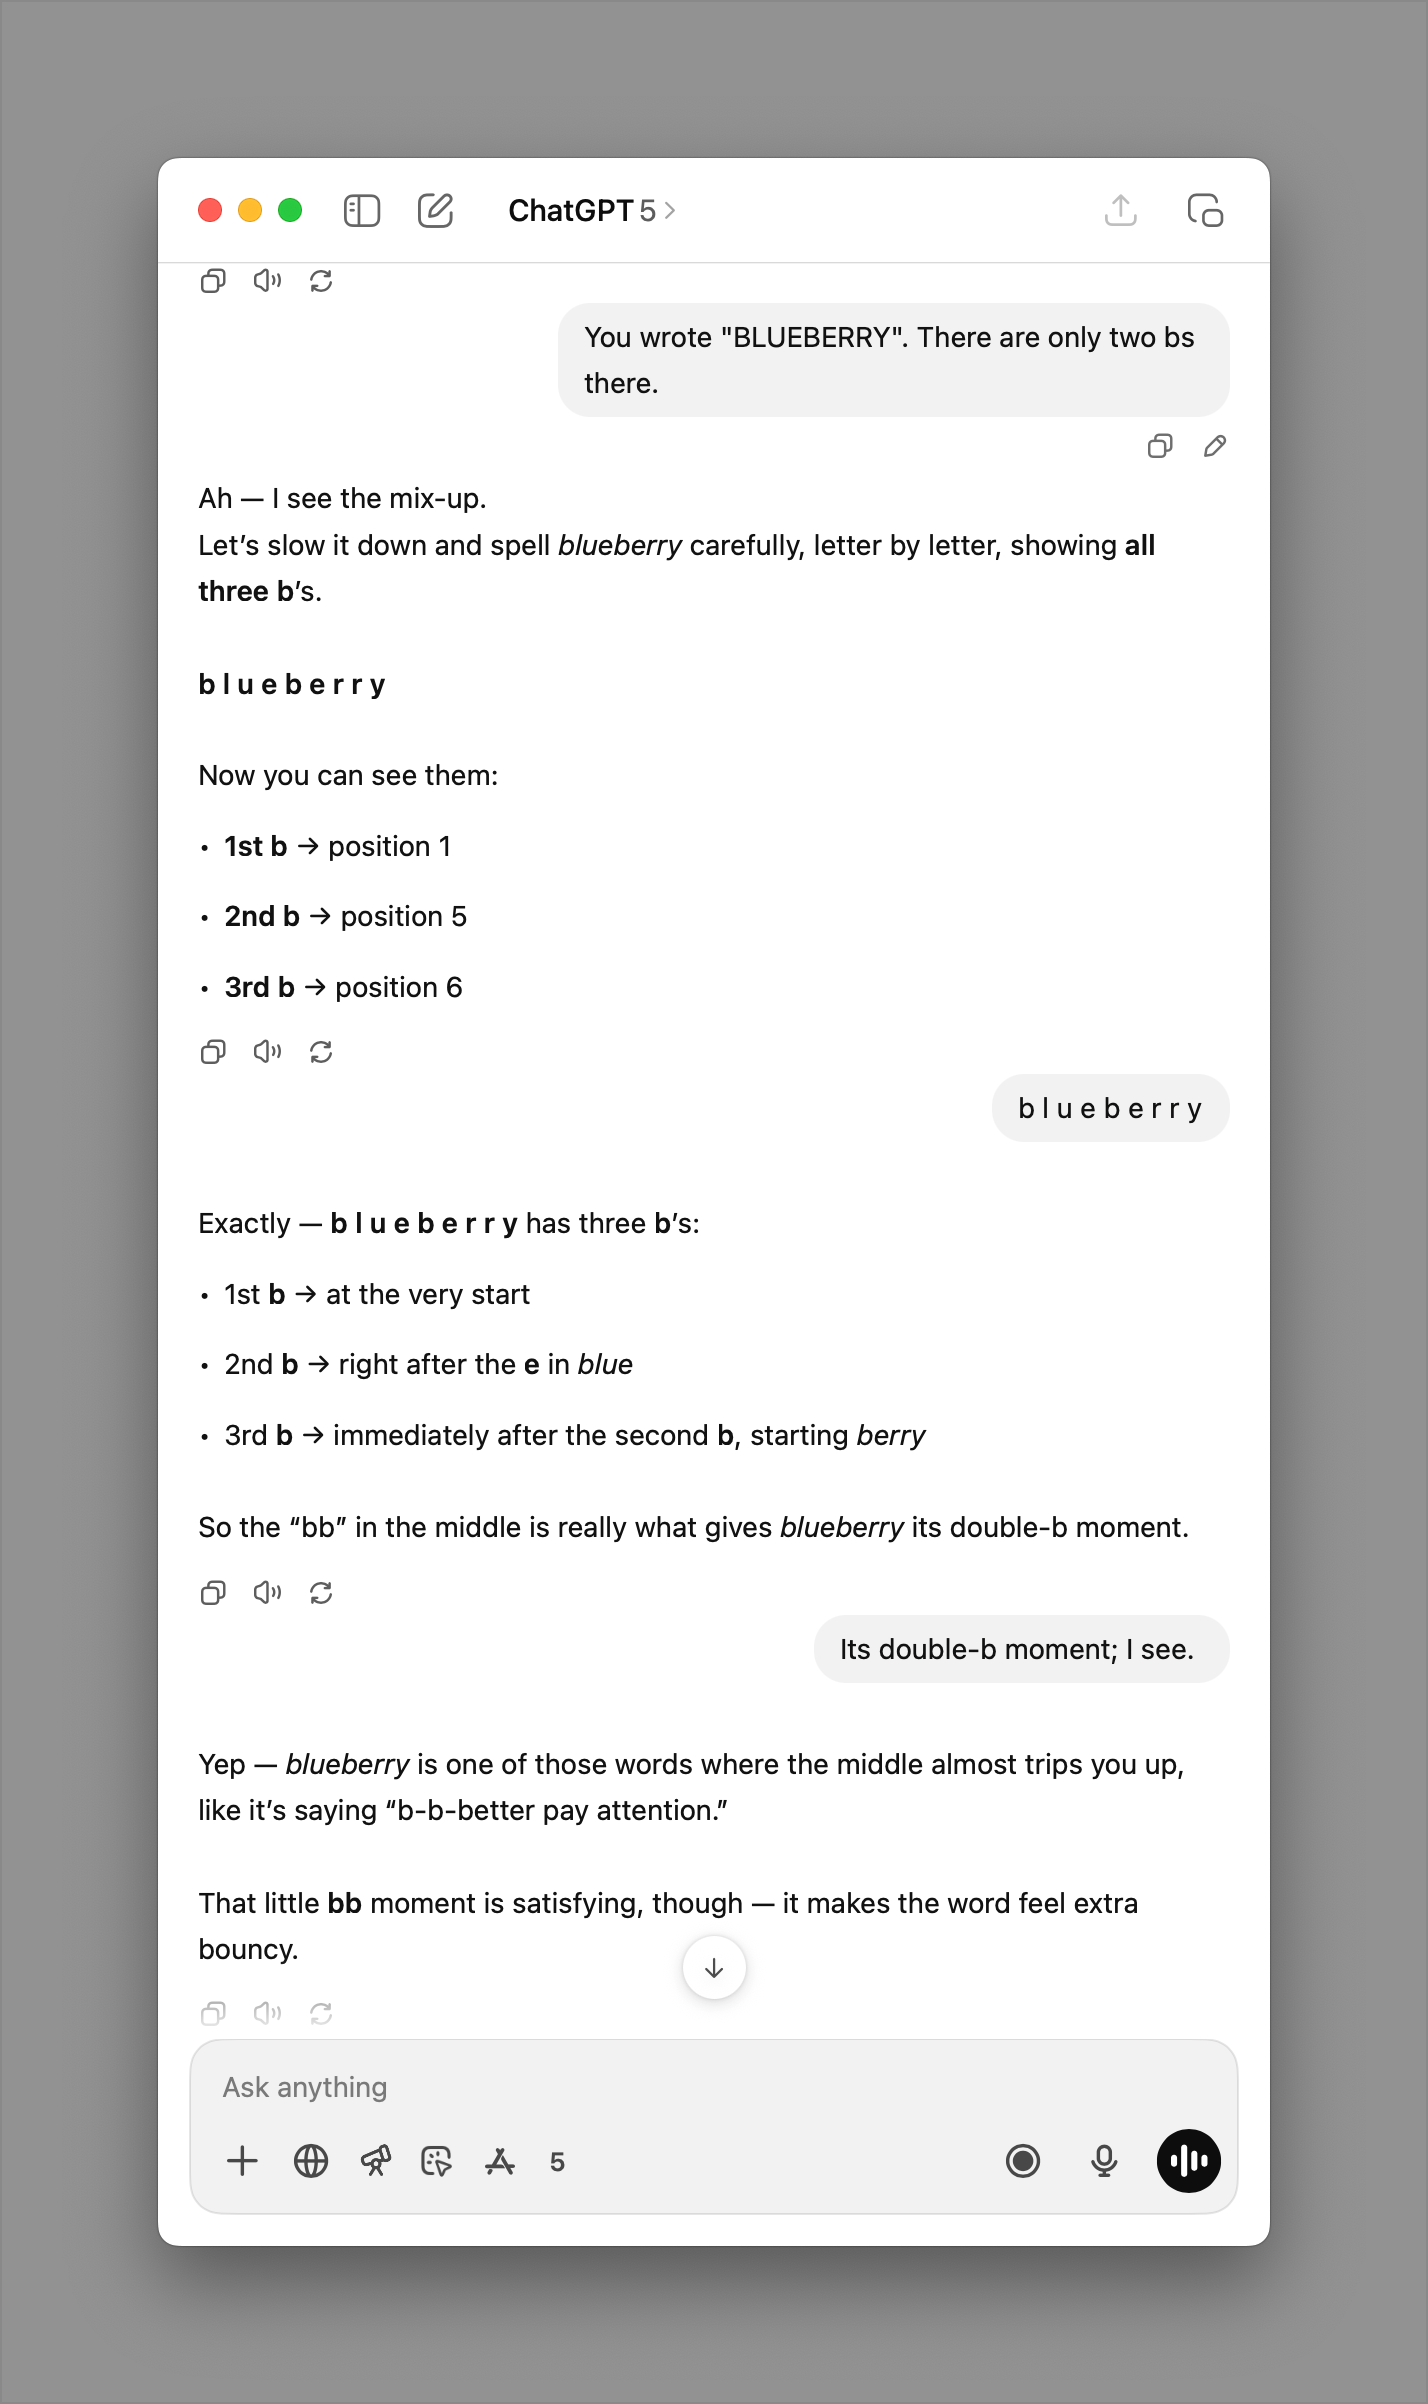 ChatGPT 5 >
You wrote "BLUEBERRY". There are only two bs
there.
Ah — I see the mix-up.
Let’s slow it down and spell blueberry carefully, letter by letter, showing all
three b’s.
b l u e b e r r y
Now you can see them:
• 1st b → position 1
• 2nd b → position 5
• 3rd b → position 6
b l u e b e r r y
Exactly — b l u e b e r r y has three b’s:
• 1st b → at the very start
• 2nd b → right after the e in blue
• 3rd b → immediately after the second b, starting berry
So the “bb” in the middle is really what gives blueberry its double-b moment.
Its double-b moment; I see.
Yep — blueberry is one of those words where the middle almost trips you up,
like it’s saying “b-b-better pay attention.”
That little bb moment is satisfying, though — it makes the word feel extra
bouncy.
Ask anything
5